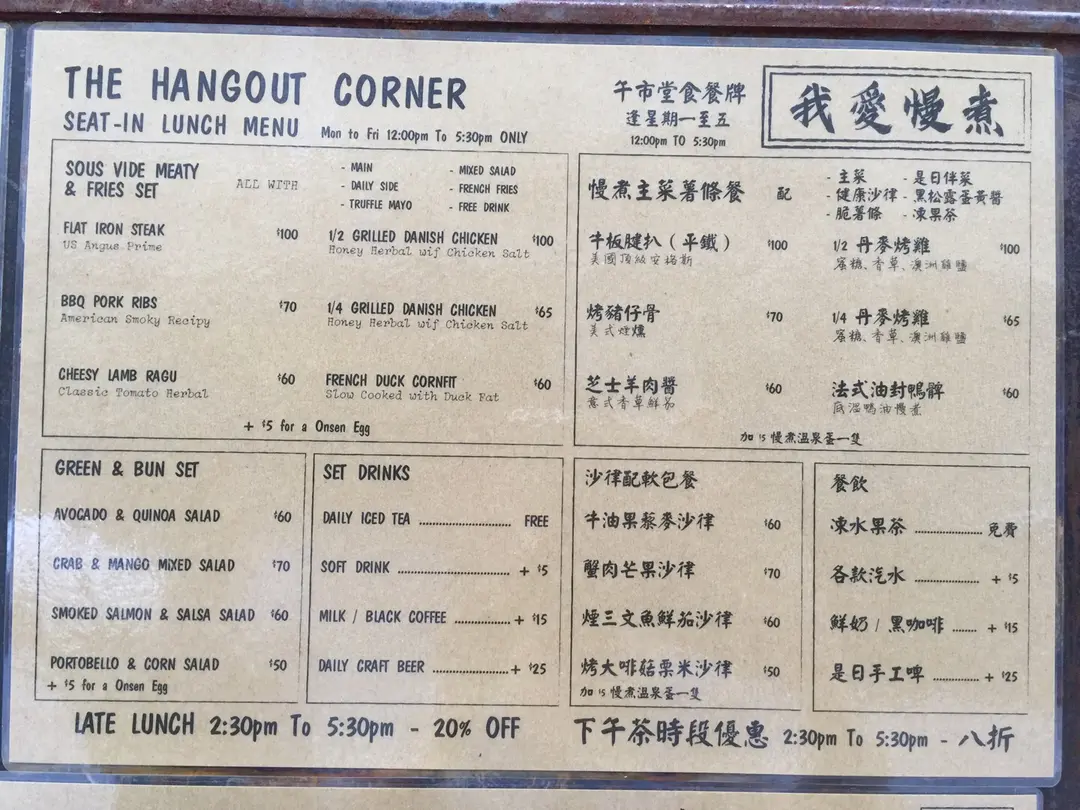 THE HANGOUT CORNER
SEAT-IN LUNCH MENU Mon to Fri 12:00pm To 5:30pm ONLY
SOUS VIDE MEATY
& FRIES SET
ALL WITH
- MAIN
- DAILY SIDE
- TRUFFLE MAYO
- MIXED SALAD
- FRENCH FRIES
- FREE DRINK
FLAT IRON STEAK $100
US Angus Prime
1/2 GRILLED DANISH CHICKEN $100
Honey Herbal wif Chicken Salt
BBQ PORK RIBS $70
American Smoky Recipy
1/4 GRILLED DANISH CHICKEN $65
Honey Herbal wif Chicken Salt
CHEESY LAMB RAGU $60
Classic Tomato Herbal
FRENCH DUCK CORNFIT $60
Slow Cooked with Duck Fat
+ $5 for a Onsen Egg
GREEN & BUN SET
AVOCADO & QUINOA SALAD $60
CRAB & MANGO MIXED SALAD $70
SMOKED SALMON & SALSA SALAD $60
PORTOBELLO & CORN SALAD $50
+ $5 for a Onsen Egg
SET DRINKS
DAILY ICED TEA ........................ FREE
SOFT DRINK ............................. + $5
MILK / BLACK COFFEE .............. + $15
DAILY CRAFT BEER ................... + $25
LATE LUNCH 2:30pm To 5:30pm - 20% OFF
午市堂食餐牌
逢星期一至五
12:00pm TO 5:30pm
我愛慢煮
慢煮主菜薯條餐 配
- 主菜
- 健康沙律
- 脆薯條
- 是日伴菜
- 黑松露蛋黃醬
- 凍果茶
牛板腱扒（平鐵） $100
美國頂級安格斯
1/2 丹麥烤雞 $100
蜜糖、香草、澳洲雞鹽
烤豬仔骨 $70
美式煙燻
1/4 丹麥烤雞 $65
蜜糖、香草、澳洲雞鹽
芝士羊肉醬 $60
意式香草鮮茄
法式油封鴨髀 $60
底溫鴨油慢煮
加 $5 慢煮溫泉蛋一隻
沙律配軟包餐
牛油果藜麥沙律 $60
蟹肉芒果沙律 $70
煙三文魚鮮茄沙律 $60
烤大啡菇粟米沙律 $50
加 $5 慢煮溫泉蛋一隻
餐飲
凍水果茶 .................. 免費
各款汽水 ................. + $5
鮮奶 / 黑咖啡 ....... + $15
是日手工啤 ............. + $25
下午茶時段優惠 2:30pm To 5:30pm - 八折